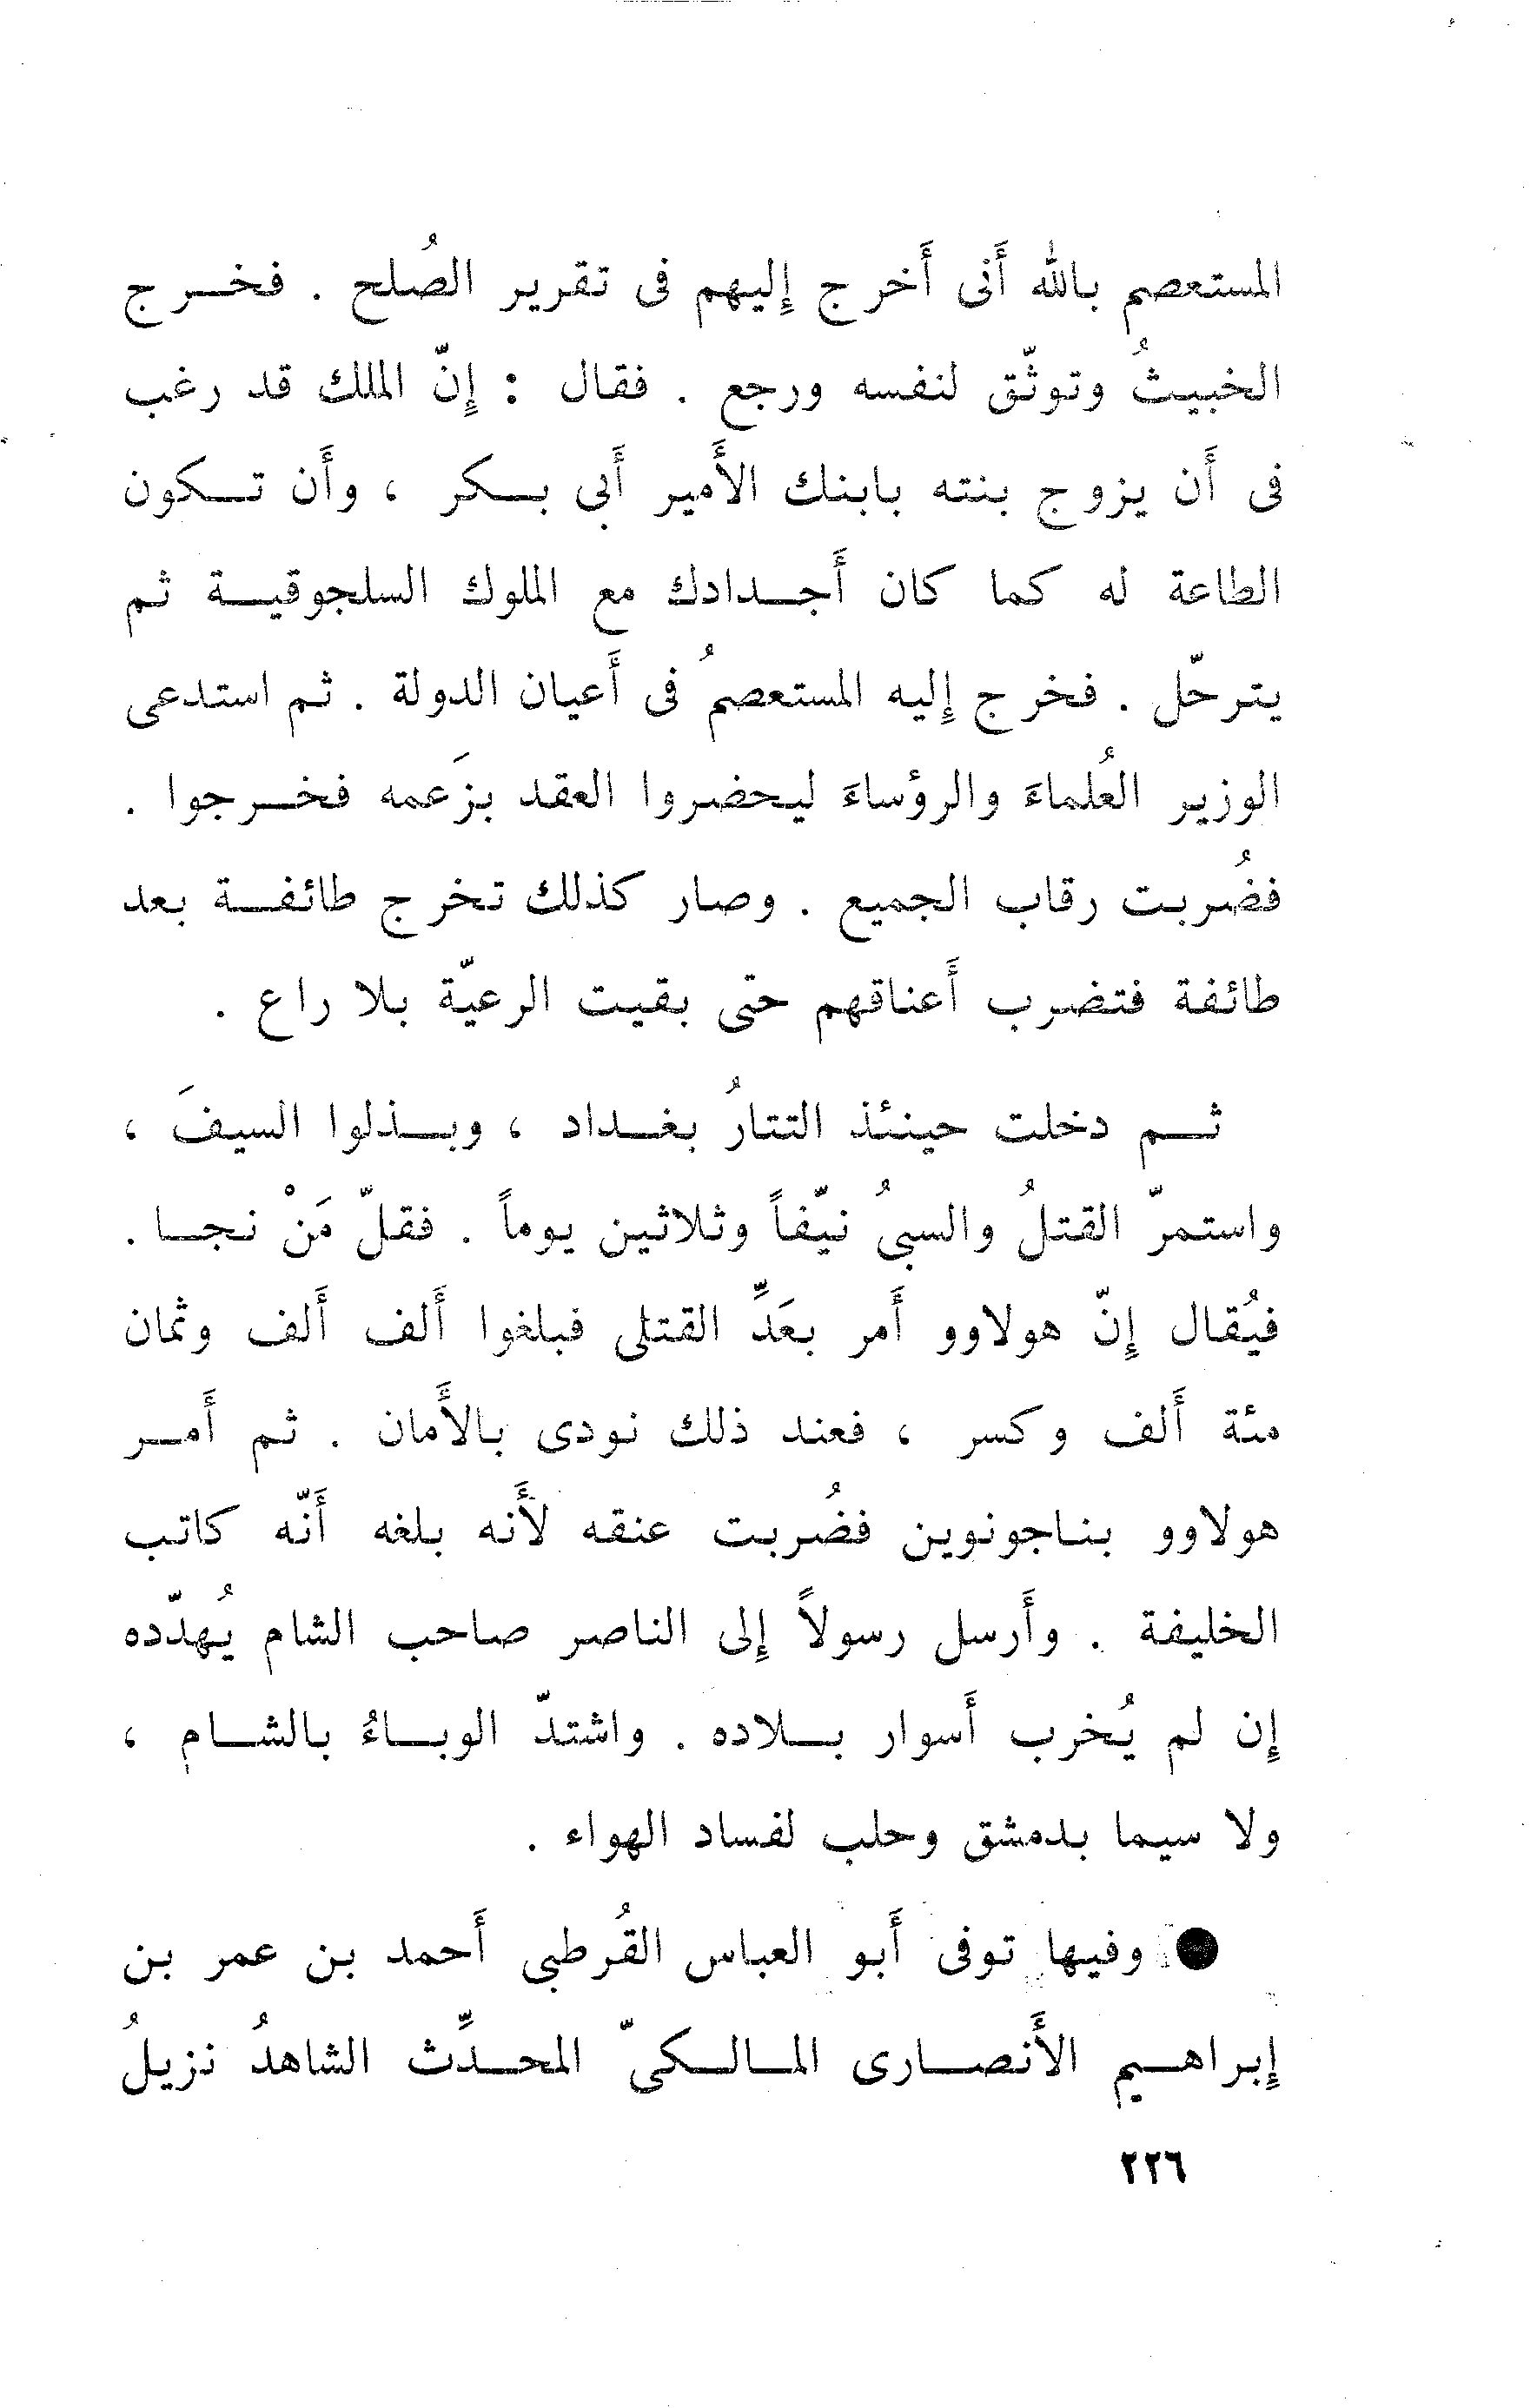 المستعصم بالله أَنى أَخرج إِليهم فى تقرير الصُلح . فخرج
الخبيثُ وتوثّق لنفسه ورجع . فقال : إِنّ الملك قد رغب
فى أَن يزوج بنته بابنك الأَمير أَبى بكر ، وأَن تكون
الطاعة له كما كان أَجدادك مع الملوك السلجوقية ثم
يترحّل . فخرج إِليه المستعصمُ فى أَعيان الدولة . ثم استدعى
الوزير العُلماءَ والرؤساءَ ليحضروا العقد بزَعمه فخرجوا .
فضُربت رقاب الجميع . وصار كذلك تخرج طائفة بعد
طائفة فتضرب أَعناقهم حتى بقيت الرعيّة بلا راع .
ثم دخلت حينئذ التتارُ بغداد ، وبذلوا السيفَ ،
واستمرّ القتلُ والسبىُ نيّفاً وثلاثين يوماً . فقلّ مَنْ نجا .
فيُقال إِنّ هولاوو أَمر بعَدِّ القتلى فبلغوا أَلف أَلف وثمان
مئة أَلف وكسر ، فعند ذلك نودى بالأَمان . ثم أَمر
هولاوو بناجونوين فضُربت عنقه لأَنه بلغه أَنّه كاتب
الخليفة . وأَرسل رسولاً إِلى الناصر صاحب الشام يُهدّده
إِن لم يُخرب أَسوار بلاده . واشتدّ الوباءُ بالشام ،
ولا سيما بدمشق وحلب لفساد الهواء .
● وفيها توفى أَبو العباس القُرطبى أَحمد بن عمر بن
إِبراهيم الأَنصارى المالكىّ المحدِّث الشاهدُ نزيلُ
٢٢٦